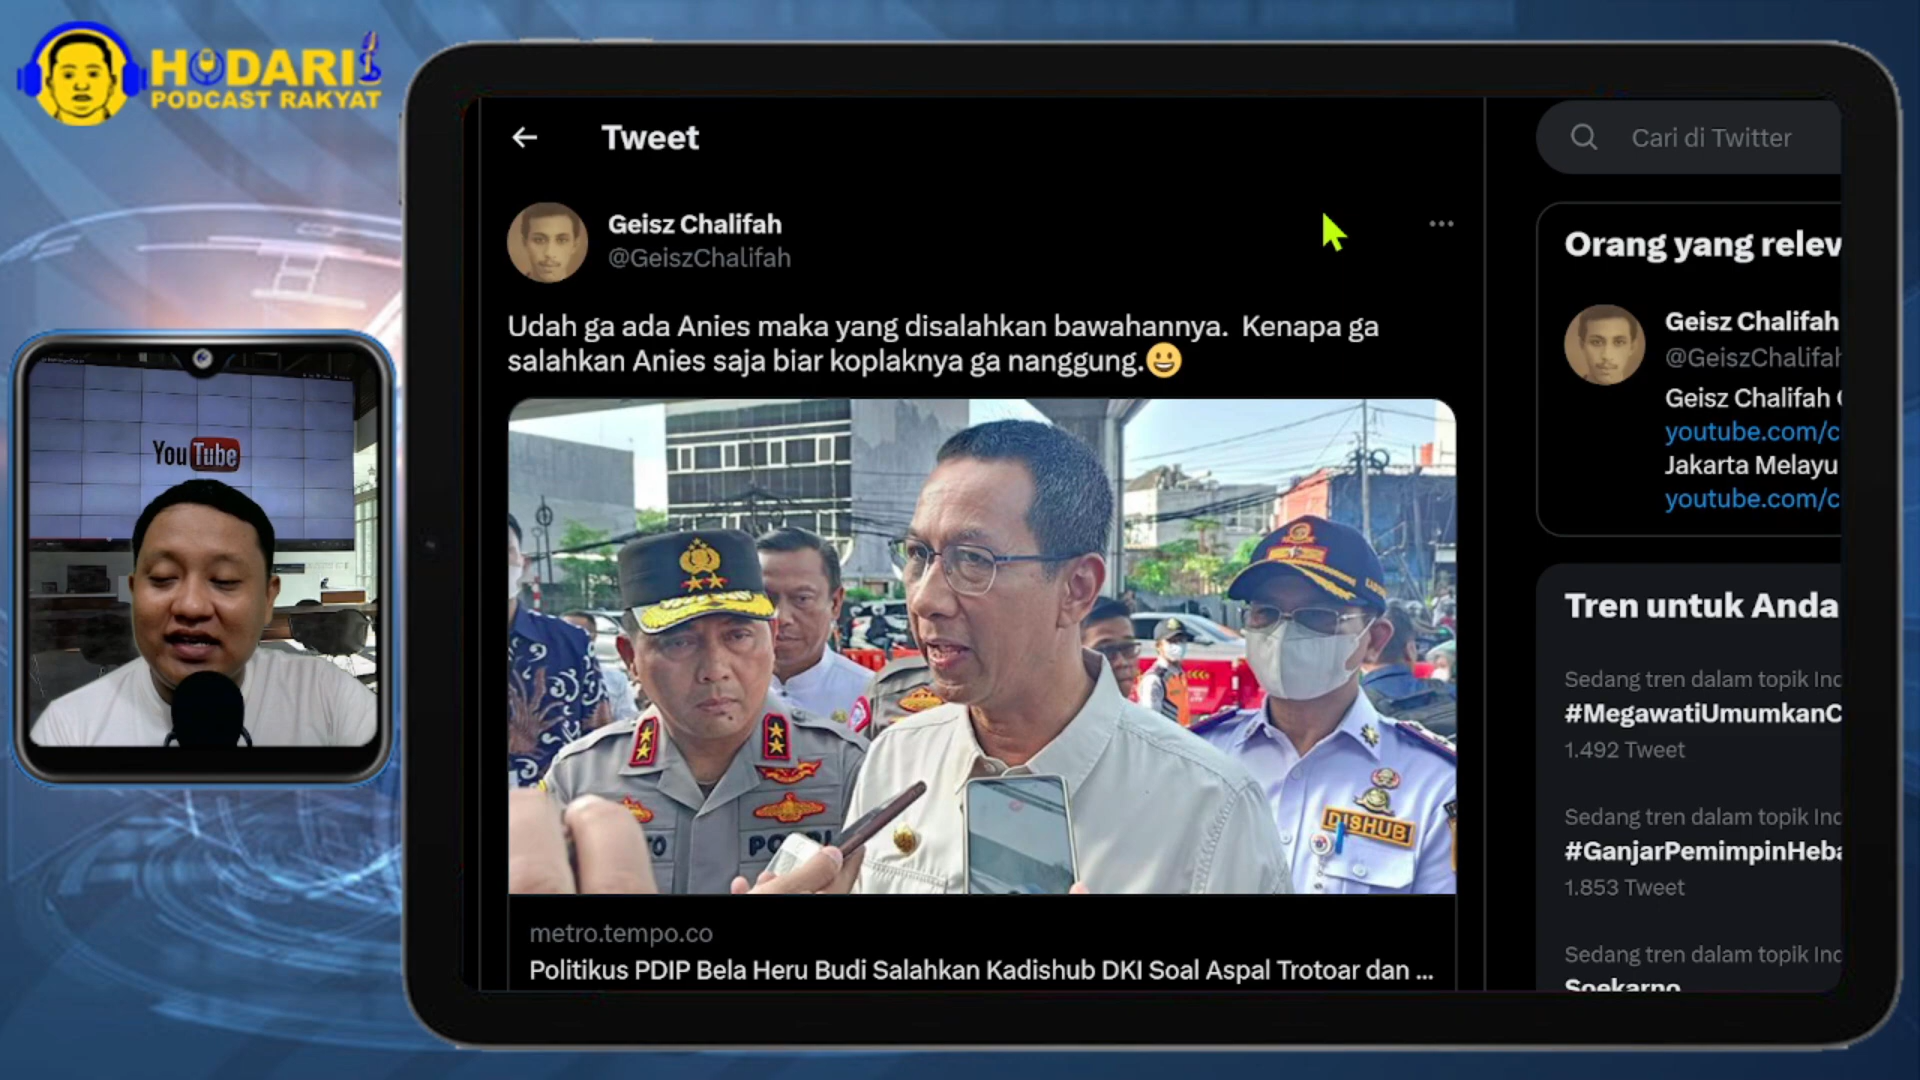 HODARI
PODCAST RAKYAT
YouTube
Tweet
Geisz Chalifah
@GeiszChalifah
Udah ga ada Anies maka yang disalahkan bawahannya. Kenapa ga
salahkan Anies saja biar koplaknya ga nanggung.😀
DISHUB
metro.tempo.co
Politikus PDIP Bela Heru Budi Salahkan Kadishub DKI Soal Aspal Trotoar dan ...
Cari di Twitter
Orang yang relev
Geisz Chalifah
@GeiszChalifah
Geisz Chalifah
youtube.com/c
Jakarta Melayu
youtube.com/c
Tren untuk Anda
Sedang tren dalam topik Inc
#MegawatiUmumkanC
1.492 Tweet
Sedang tren dalam topik Inc
#GanjarPemimpinHeba
1.853 Tweet
Sedang tren dalam topik Inc
Soekarno